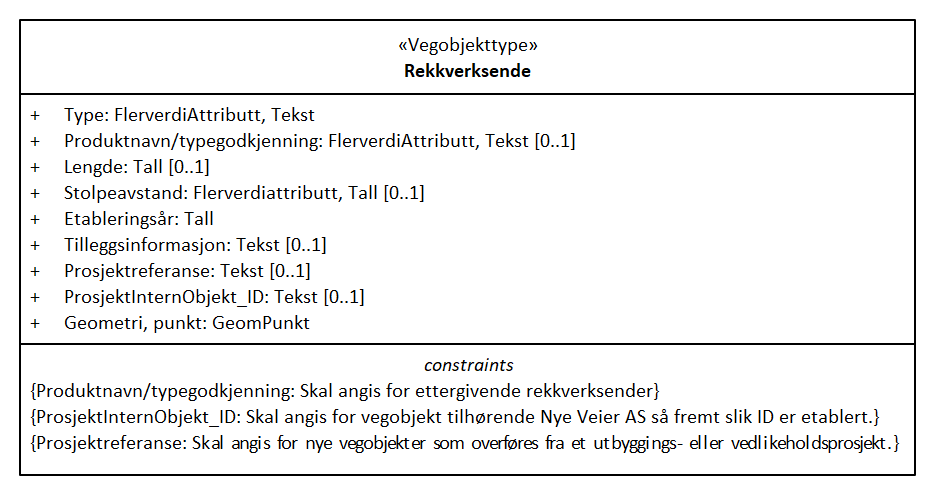 «Vegobjekttype»
Rekkverksende
+ Type: FlerverdiAttributt, Tekst
+ Produktnavn/typegodkjenning: FlerverdiAttributt, Tekst [0..1]
+ Lengde: Tall [0..1]
+ Stolpeavstand: Flerverdiattributt, Tall [0..1]
+ Etableringsår: Tall
+ Tilleggsinformasjon: Tekst [0..1]
+ Prosjektreferanse: Tekst [0..1]
+ ProsjektInternObjekt_ID: Tekst [0..1]
+ Geometri, punkt: GeomPunkt
constraints
{Produktnavn/typegodkjenning: Skal angis for ettergivende rekkverksender}
{ProsjektInternObjekt_ID: Skal angis for vegobjekt tilhørende Nye Veier AS så fremt slik ID er etablert.}
{Prosjektreferanse: Skal angis for nye vegobjekter som overføres fra et utbyggings- eller vedlikeholdsprosjekt.}